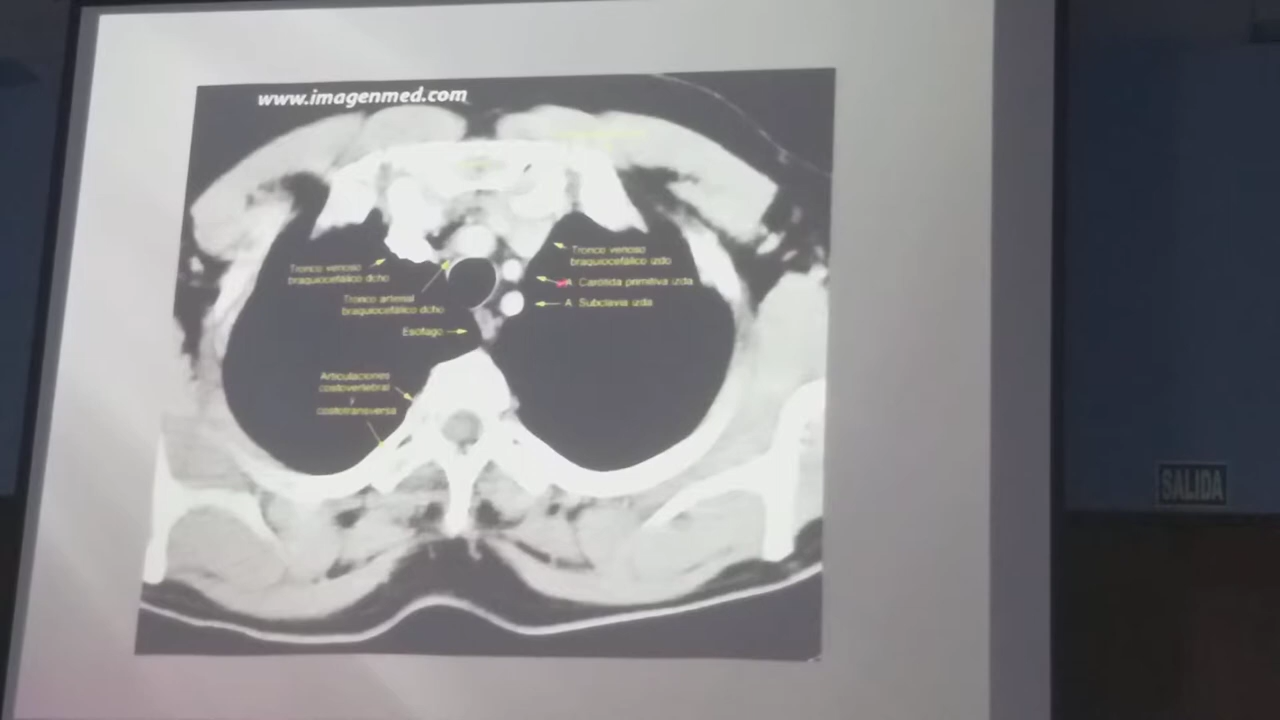 www.imagenmed.com
Tronco venoso
braquiocefálico izdo
Tronco venoso
braquiocefálico dcho
A. Carótida primitiva izda
Tronco arterial
braquiocefálico dcho
A. Subclavia izda
Esófago
Articulaciones
costovertebral
y
costotransversa
SALIDA